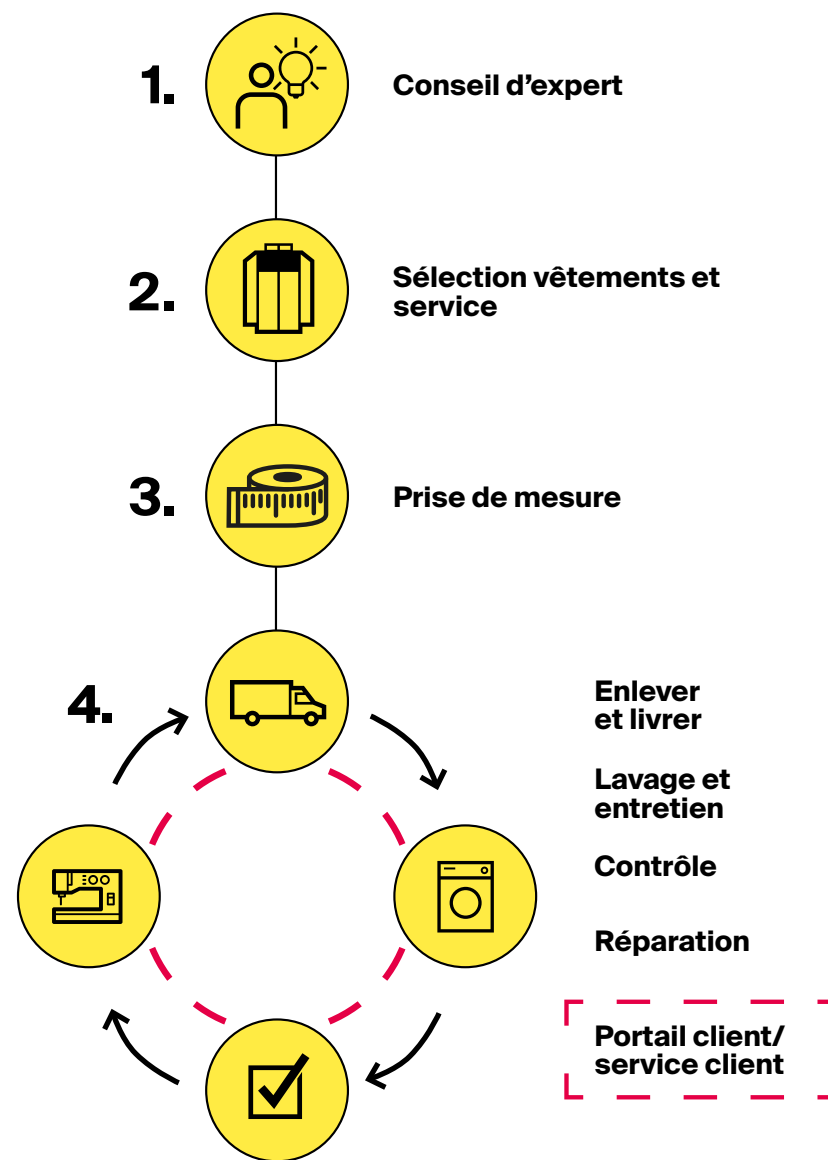 1.
Conseil d’expert
2.
Sélection vêtements et
service
3.
Prise de mesure
4.
Enlever
et livrer
Lavage et
entretien
Contrôle
Réparation
Portail client/
service client